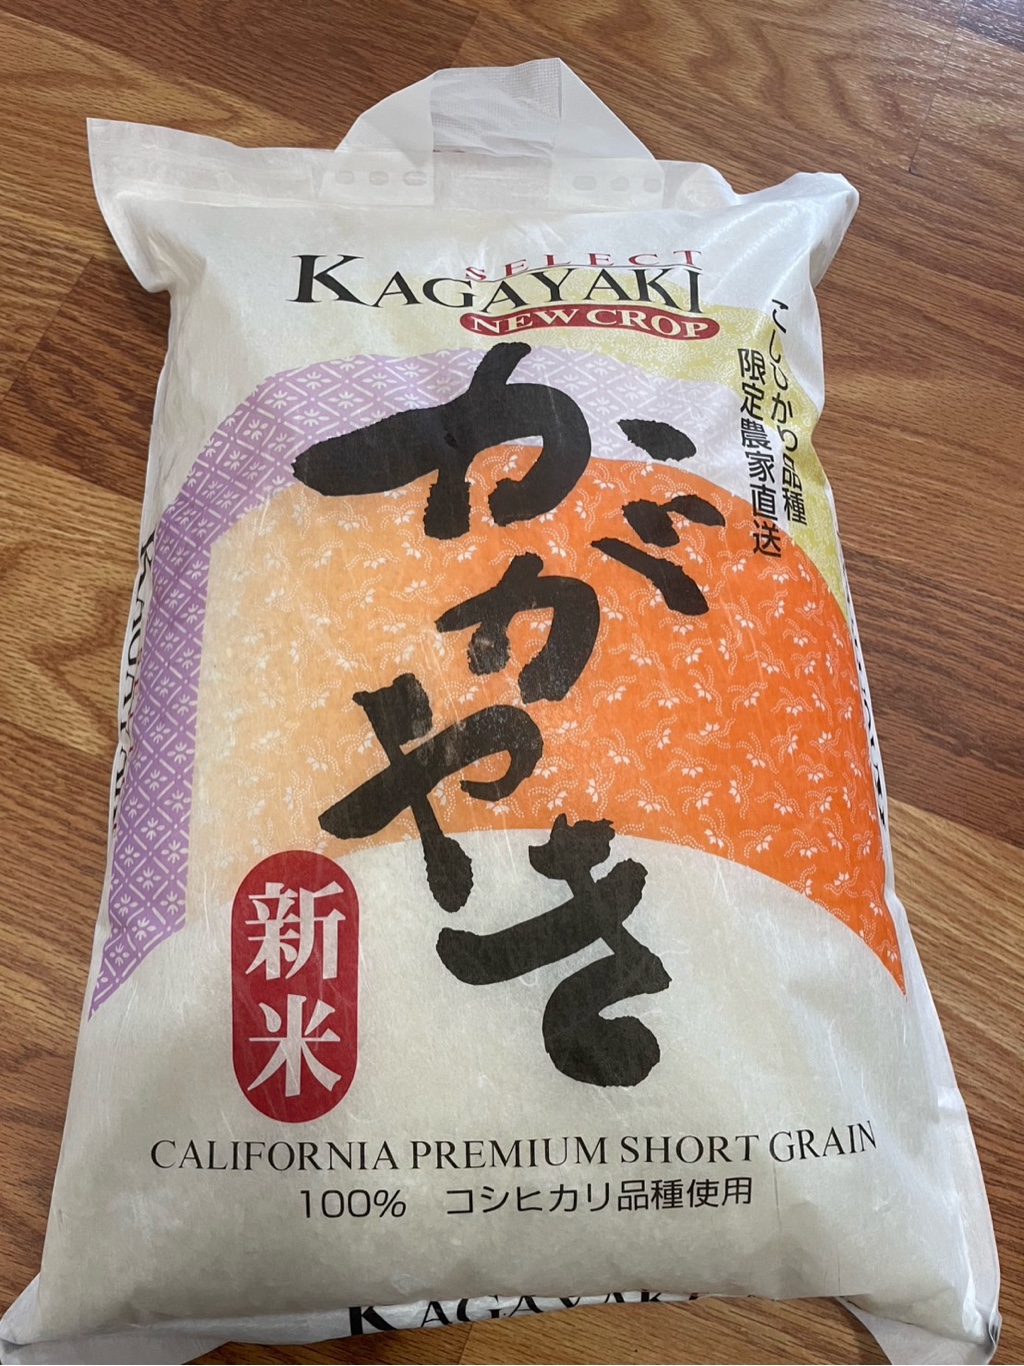 SELECT
KAGAYAKI
NEW CROP
こしひかり品種
限定農家直送
かがやき
新米
CALIFORNIA PREMIUM SHORT GRAIN
100% コシヒカリ品種使用
KAGAYAKI